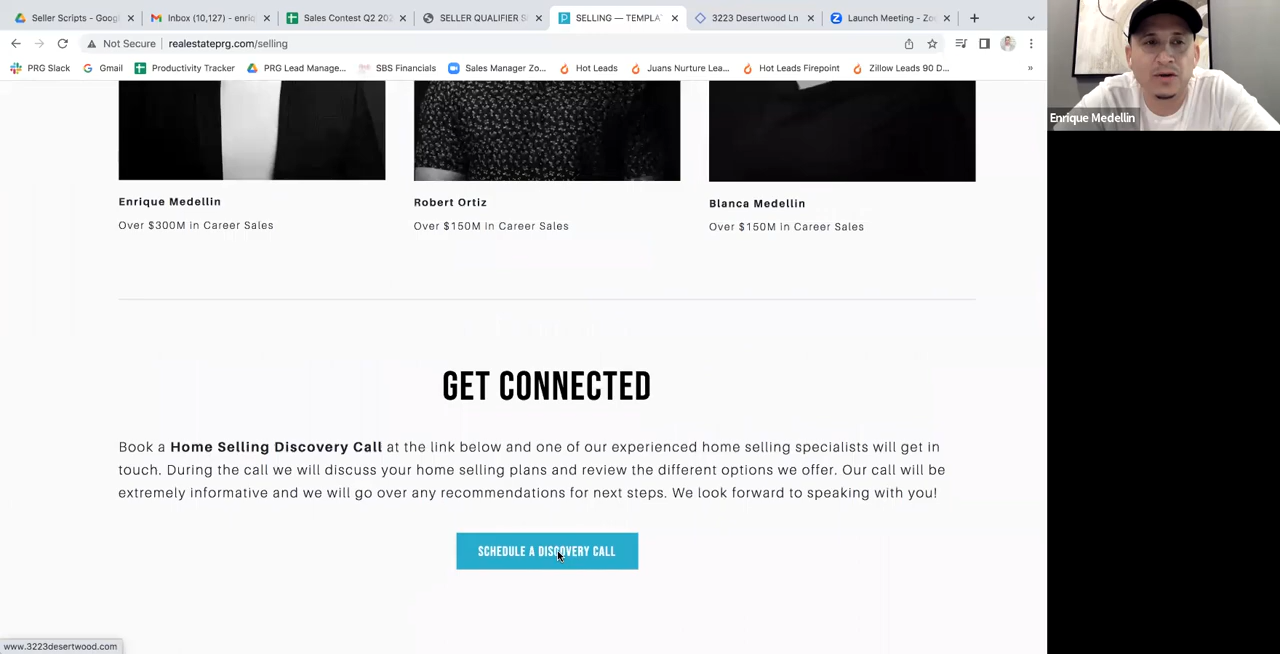 Seller Scripts - Googl
Inbox (10,127) - enriq
Sales Contest Q2 202
SELLER QUALIFIER S
SELLING — TEMPLA
3223 Desertwood Ln
Launch Meeting - Zo
Not Secure
realestateprg.com/selling
PRG Slack
Gmail
Productivity Tracker
PRG Lead Manage...
SBS Financials
Sales Manager Zo...
Hot Leads
Juans Nurture Lea...
Hot Leads Firepoint
Zillow Leads 90 D...
»
Enrique Medellin
Enrique Medellin
Over $300M in Career Sales
Robert Ortiz
Over $150M in Career Sales
Blanca Medellin
Over $150M in Career Sales
GET CONNECTED
Book a Home Selling Discovery Call at the link below and one of our experienced home selling specialists will get in
touch. During the call we will discuss your home selling plans and review the different options we offer. Our call will be
extremely informative and we will go over any recommendations for next steps. We look forward to speaking with you!
SCHEDULE A DISCOVERY CALL
www.3223desertwood.com